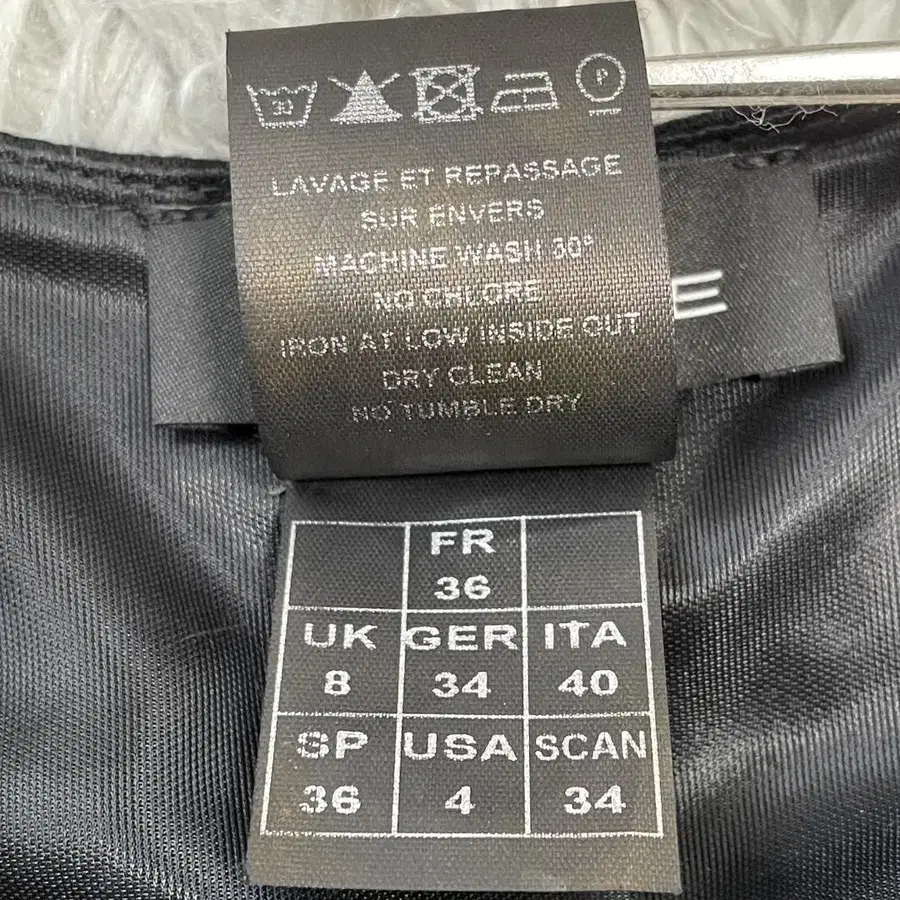 30
P
LAVAGE ET REPASSAGE
SUR ENVERS
MACHINE WASH 30°
NO CHLORE
IRON AT LOW INSIDE OUT
DRY CLEAN
NO TUMBLE DRY
E
FR
36
UK GER ITA
8 34 40
SP USA SCAN
36 4 34